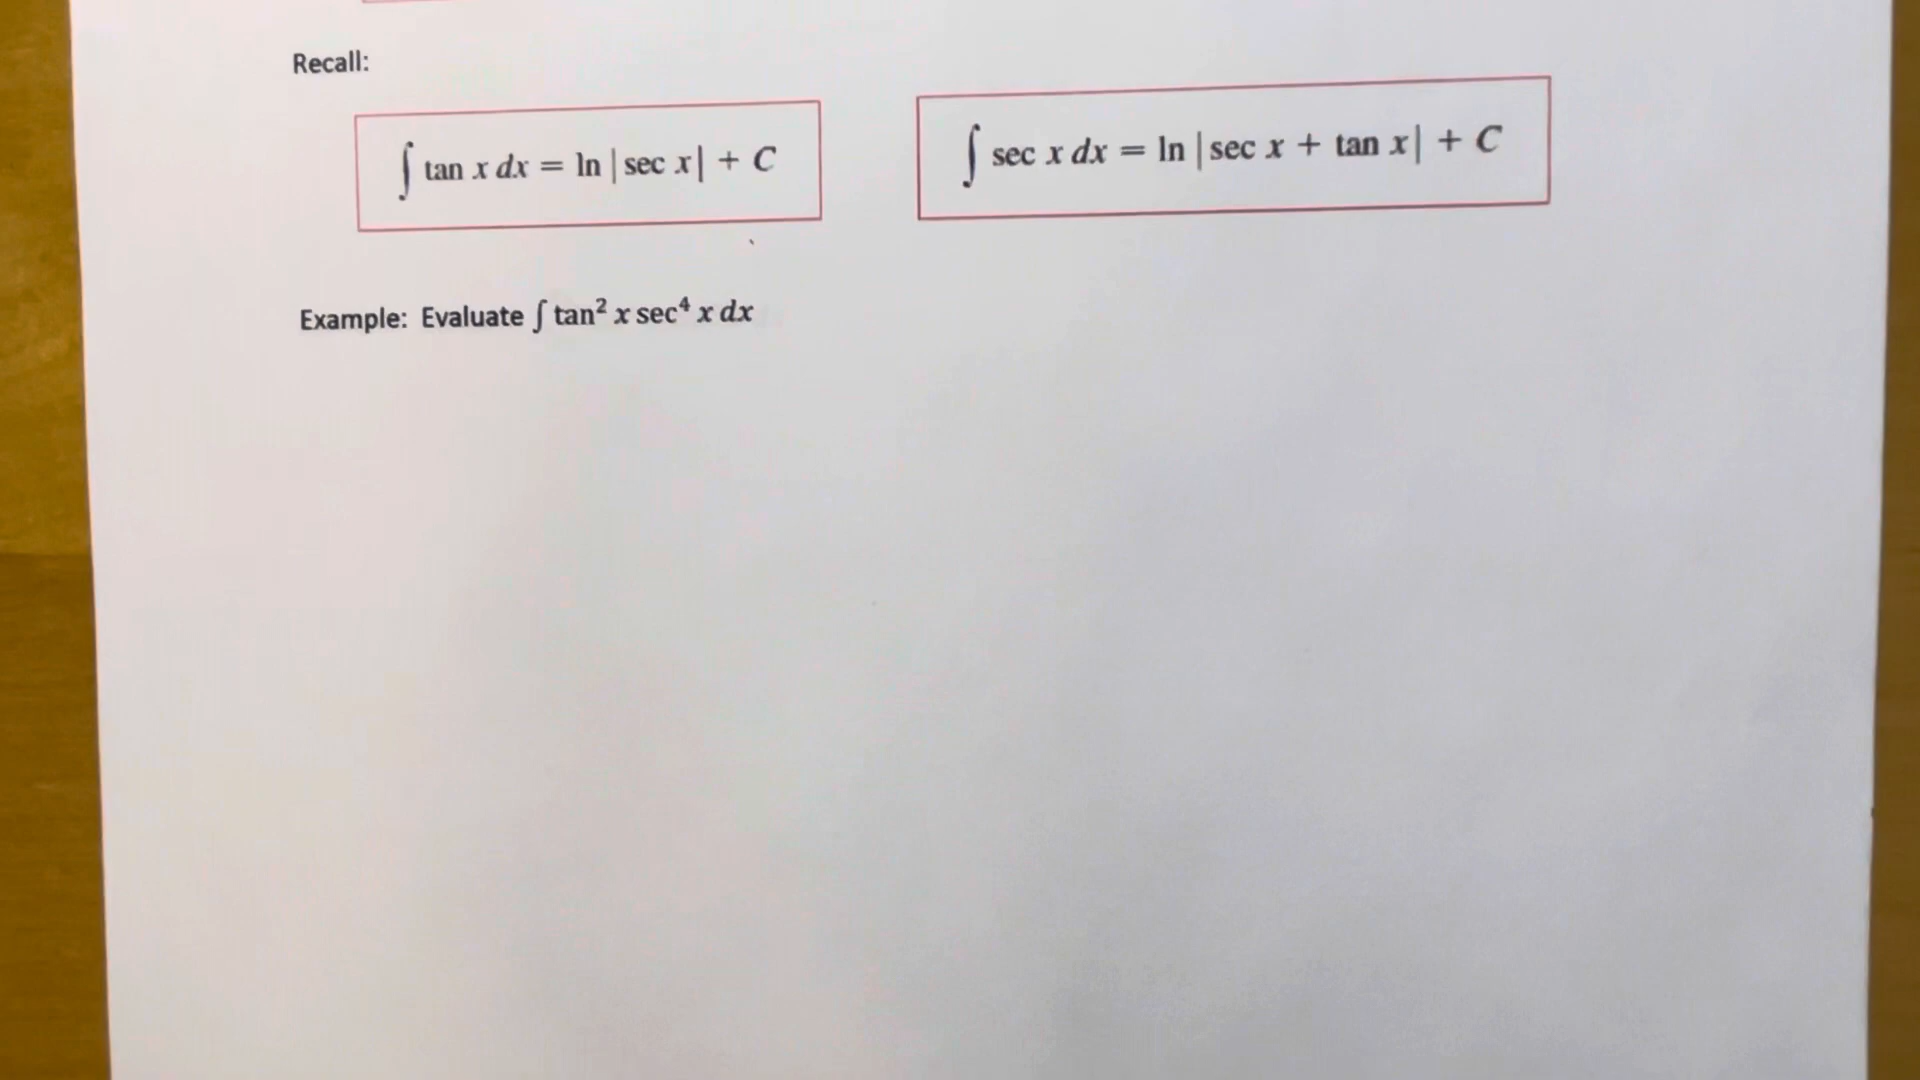 Recall:
∫ tan x dx = ln |sec x| + C
∫ sec x dx = ln |sec x + tan x| + C
Example: Evaluate ∫ tan² x sec⁴ x dx